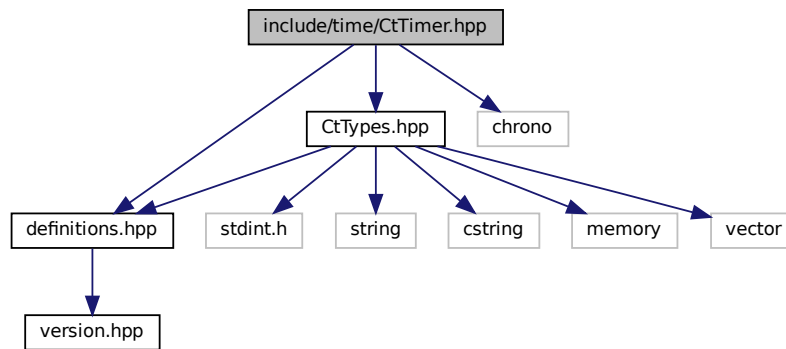 include/time/CtTimer.hpp
CtTypes.hpp
chrono
definitions.hpp
stdint.h
string
cstring
memory
vector
version.hpp